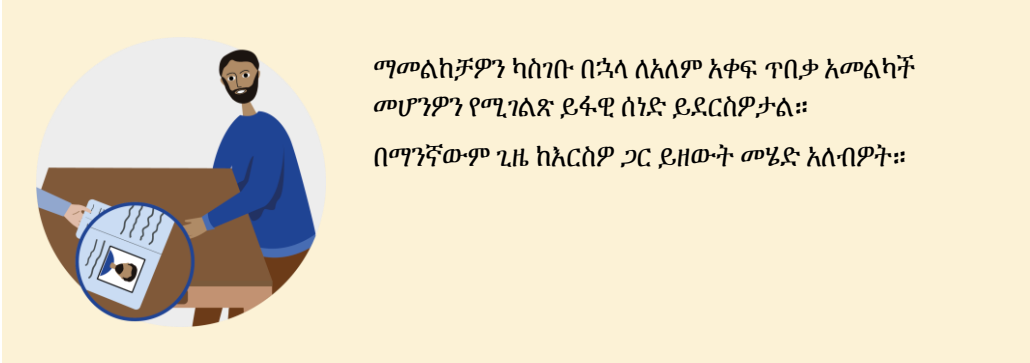 ማመልከቻዎን ካስገቡ በኋላ ለአለም አቀፍ ጥበቃ አመልካች
መሆንዎን የሚገልጽ ይፋዊ ሰነድ ይደርስዎታል።
በማንኛውም ጊዜ ከእርስዎ ጋር ይዘውት መሄድ አለብዎት።